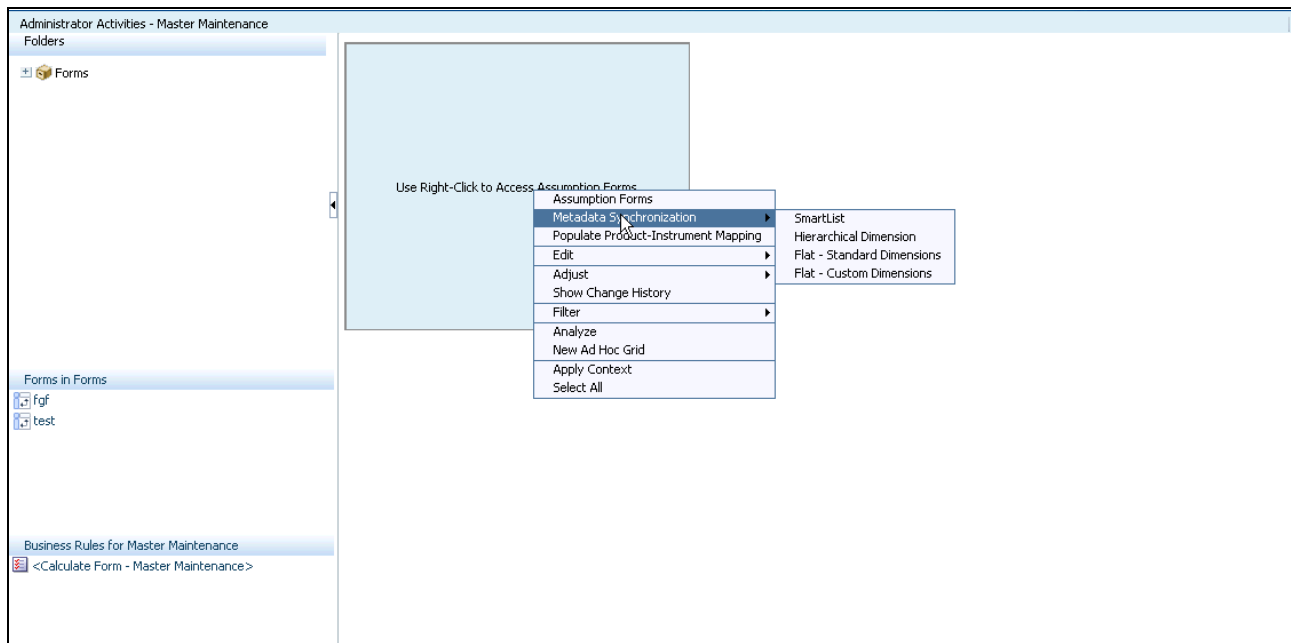 Administrator Activities - Master Maintenance
Folders
Forms
Use Right-Click to Access Assumption Forms
Assumption Forms
Metadata Synchronization
SmartList
Populate Product-Instrument Mapping
Hierarchical Dimension
Edit
Flat - Standard Dimensions
Adjust
Flat - Custom Dimensions
Show Change History
Filter
Analyze
New Ad Hoc Grid
Apply Context
Select All
Forms in Forms
fgf
test
Business Rules for Master Maintenance
<Calculate Form - Master Maintenance>